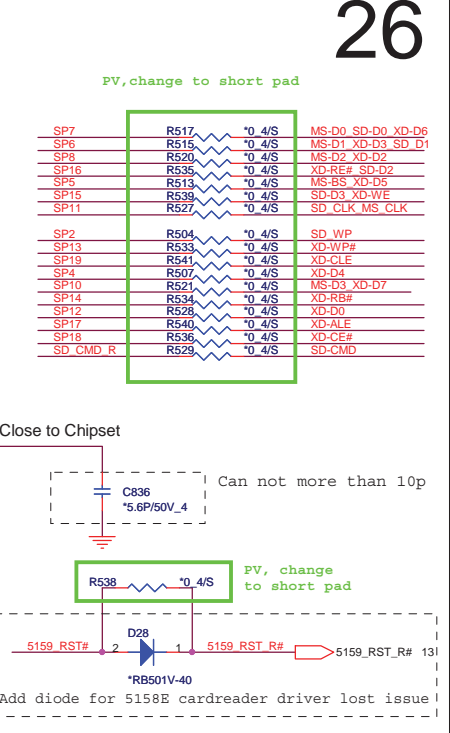 26
PV,change to short pad
SP7 R517 *0_4/S MS-D0_SD-D0_XD-D6
SP6 R515 *0_4/S MS-D1_XD-D3_SD_D1
SP8 R520 *0_4/S MS-D2_XD-D2
SP16 R535 *0_4/S XD-RE#_SD-D2
SP5 R513 *0_4/S MS-BS_XD-D5
SP15 R539 *0_4/S SD-D3_XD-WE
SP11 R527 *0_4/S SD_CLK_MS_CLK
SP2 R504 *0_4/S SD_WP
SP13 R533 *0_4/S XD-WP#
SP19 R541 *0_4/S XD-CLE
SP4 R507 *0_4/S XD-D4
SP10 R521 *0_4/S MS-D3_XD-D7
SP14 R534 *0_4/S XD-RB#
SP12 R528 *0_4/S XD-D0
SP17 R540 *0_4/S XD-ALE
SP18 R536 *0_4/S XD-CE#
SD_CMD_R R529 *0_4/S SD-CMD
Close to Chipset
Can not more than 10p
C836
*5.6P/50V_4
R538 *0_4/S
PV, change
to short pad
D28
5159_RST# 2 1 5159_RST_R# 5159_RST_R# 13
*RB501V-40
Add diode for 5158E cardreader driver lost issue